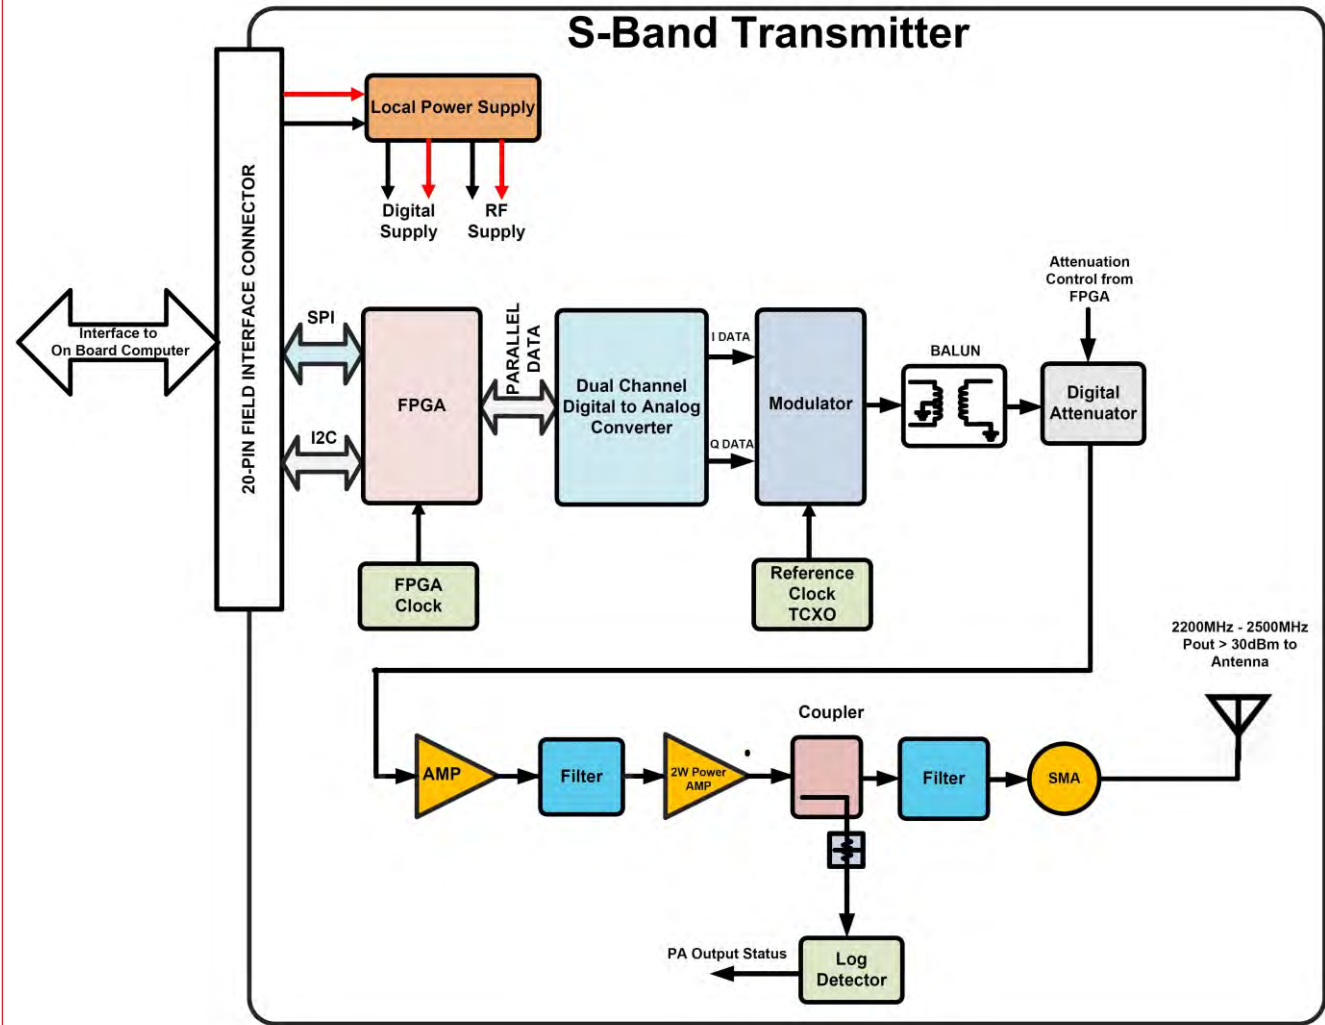 S-Band Transmitter
Local Power Supply
Digital
Supply
RF
Supply
20-PIN FIELD INTERFACE CONNECTOR
Interface to
On Board Computer
SPI
I2C
FPGA
PARALLEL
DATA
Dual Channel
Digital to Analog
Converter
I DATA
Q DATA
Modulator
BALUN
Attenuation
Control from
FPGA
Digital
Attenuator
FPGA
Clock
Reference
Clock
TCXO
2200MHz - 2500MHz
Pout > 30dBm to
Antenna
AMP
Filter
2W Power
AMP
Coupler
Filter
SMA
PA Output Status
Log
Detector